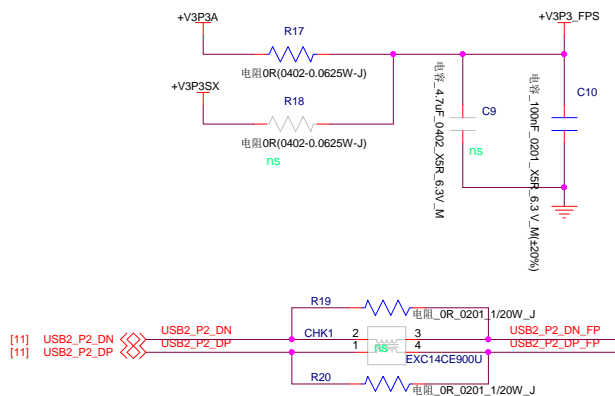 +V3P3A
+V3P3_FPS
R17
电阻0R(0402-0.0625W-J)
+V3P3SX
R18
电阻0R(0402-0.0625W-J)
ns
电容_4.7uF_0402_X5R_6.3V_M
C9
ns
电容_100nF_0201_X5R_6.3 V_M(±20%)
C10
R19
电阻_0R_0201_1/20W_J
[11] USB2_P2_DN
USB2_P2_DN
CHK1
2
3
USB2_P2_DN_FP
[11] USB2_P2_DP
USB2_P2_DP
1
ns
4
USB2_P2_DP_FP
EXC14CE900U
R20
电阻_0R_0201_1/20W_J